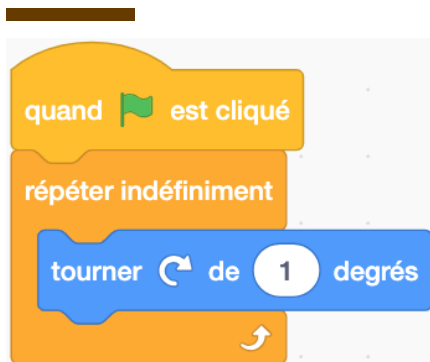 quand est cliqué
répéter indéfiniment
tourner de 1 degrés